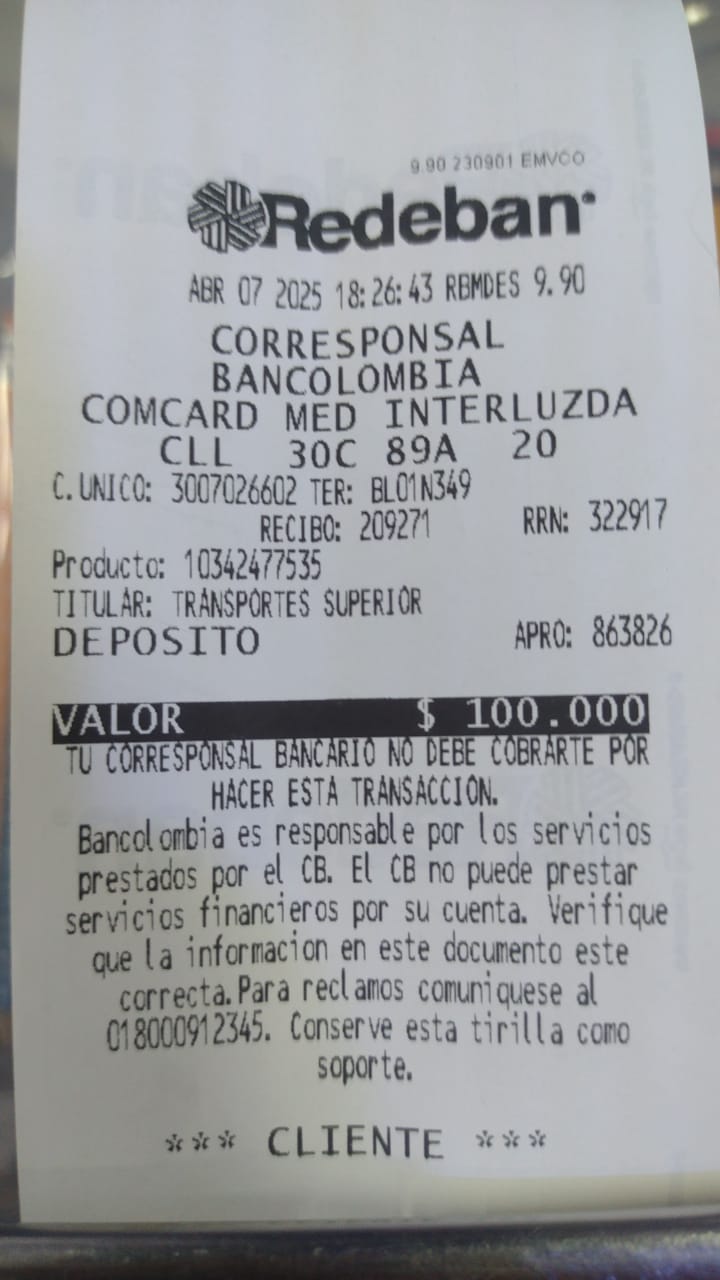 9.90 230901 EMVCO
Redeban
ABR 07 2025 18:26:43 RBMDES 9.90
CORRESPONSAL
BANCOLOMBIA
COMCARD MED INTERLUZDA
CLL 30C 89A 20
C.UNICO: 3007026602 TER: BL01N349
RECIBO: 209271 RRN: 322917
Producto: 10342477535
TITULAR: TRANSPORTES SUPERIOR
DEPOSITO APRO: 863826
VALOR $ 100.000
TU CORRESPONSAL BANCARIO NO DEBE COBRARTE POR
HACER ESTA TRANSACCION.
Bancolombia es responsable por los servicios
prestados por el CB. El CB no puede prestar
servicios financieros por su cuenta. Verifique
que la informacion en este documento este
correcta.Para reclamos comuniquese al
018000912345. Conserve esta tirilla como
soporte.
*** CLIENTE ***